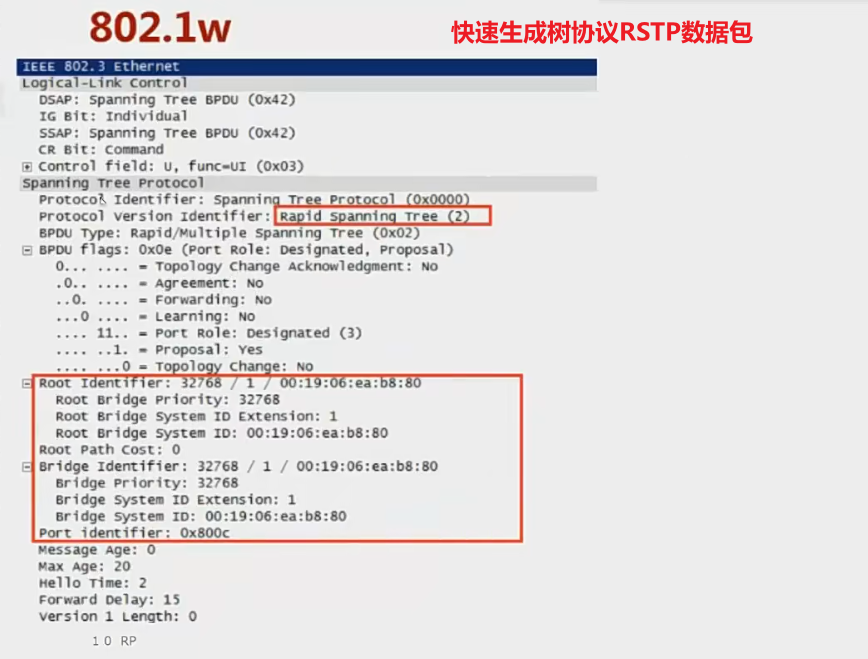 802.1w
快速生成树协议RSTP数据包
IEEE 802.3 Ethernet
Logical-Link Control
DSAP: Spanning Tree BPDU (0x42)
IG Bit: Individual
SSAP: Spanning Tree BPDU (0x42)
CR Bit: Command
Control field: U, func=UI (0x03)
Spanning Tree Protocol
Protocol Identifier: Spanning Tree Protocol (0x0000)
Protocol Version Identifier: Rapid Spanning Tree (2)
BPDU Type: Rapid/Multiple Spanning Tree (0x02)
BPDU flags: 0x0e (Port Role: Designated, Proposal)
0... .... = Topology Change Acknowledgment: No
.0.. .... = Agreement: No
..0. .... = Forwarding: No
...0 .... = Learning: No
.... 11.. = Port Role: Designated (3)
.... ..1. = Proposal: Yes
.... ...0 = Topology Change: No
Root Identifier: 32768 / 1 / 00:19:06:ea:b8:80
Root Bridge Priority: 32768
Root Bridge System ID Extension: 1
Root Bridge System ID: 00:19:06:ea:b8:80
Root Path Cost: 0
Bridge Identifier: 32768 / 1 / 00:19:06:ea:b8:80
Bridge Priority: 32768
Bridge System ID Extension: 1
Bridge System ID: 00:19:06:ea:b8:80
Port identifier: 0x800c
Message Age: 0
Max Age: 20
Hello Time: 2
Forward Delay: 15
Version 1 Length: 0
1 0 RP